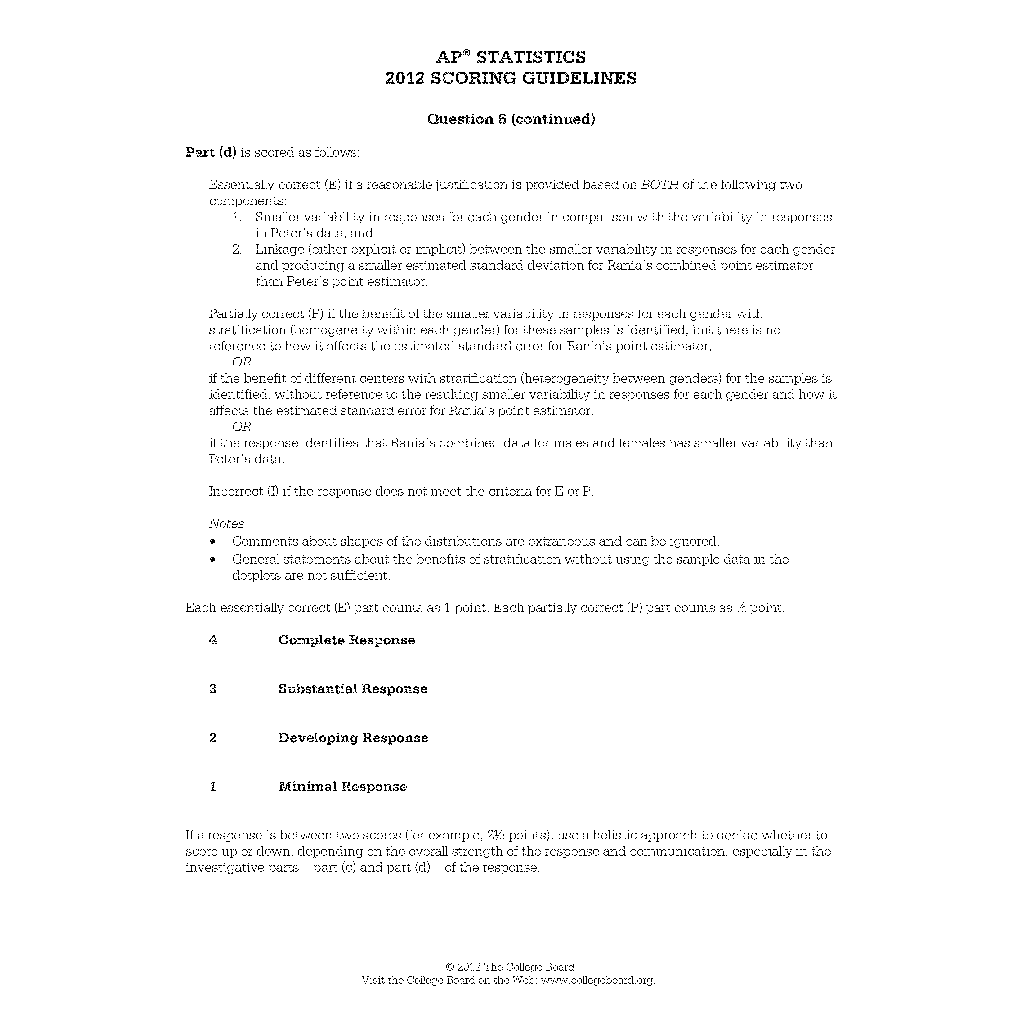 AP® STATISTICS
2012 SCORING GUIDELINES
Question 6 (continued)
Part (d) is scored as follows:
Essentially correct (E) if a reasonable justification is provided based on BOTH of the following two
components:
1. Smaller variability in responses for each gender in comparison with the variability in responses
in Peter's data, and
2. Linkage (either explicit or implicit) between the smaller variability in responses for each gender
and producing a smaller estimated standard deviation for Rania's combined point estimator
than Peter's point estimator.
Partially correct (P) if the benefit of the smaller variability in responses for each gender with
stratification (homogeneity within each gender) for these samples is identified, but there is no
reference to how it affects the estimated standard error for Rania's point estimator,
OR
if the benefit of different centers with stratification (heterogeneity between genders) for the samples is
identified, without reference to the resulting smaller variability in responses for each gender and how it
affects the estimated standard error for Rania's point estimator.
OR
if the response identifies that Rania's combined data for males and females has smaller variability than
Peter's data.
Incorrect (I) if the response does not meet the criteria for E or P.
Notes
• Comments about shapes of the distributions are extraneous and can be ignored.
• General statements about the benefits of stratification without using the sample data in the
dotplots are not sufficient.
Each essentially correct (E) part counts as 1 point. Each partially correct (P) part counts as ½ point.
4 Complete Response
3 Substantial Response
2 Developing Response
1 Minimal Response
If a response is between two scores (for example, 2½ points), use a holistic approach to decide whether to
score up or down, depending on the overall strength of the response and communication, especially in the
investigative parts – part (c) and part (d) – of the response.
© 2012 The College Board.
Visit the College Board on the Web: www.collegeboard.org.